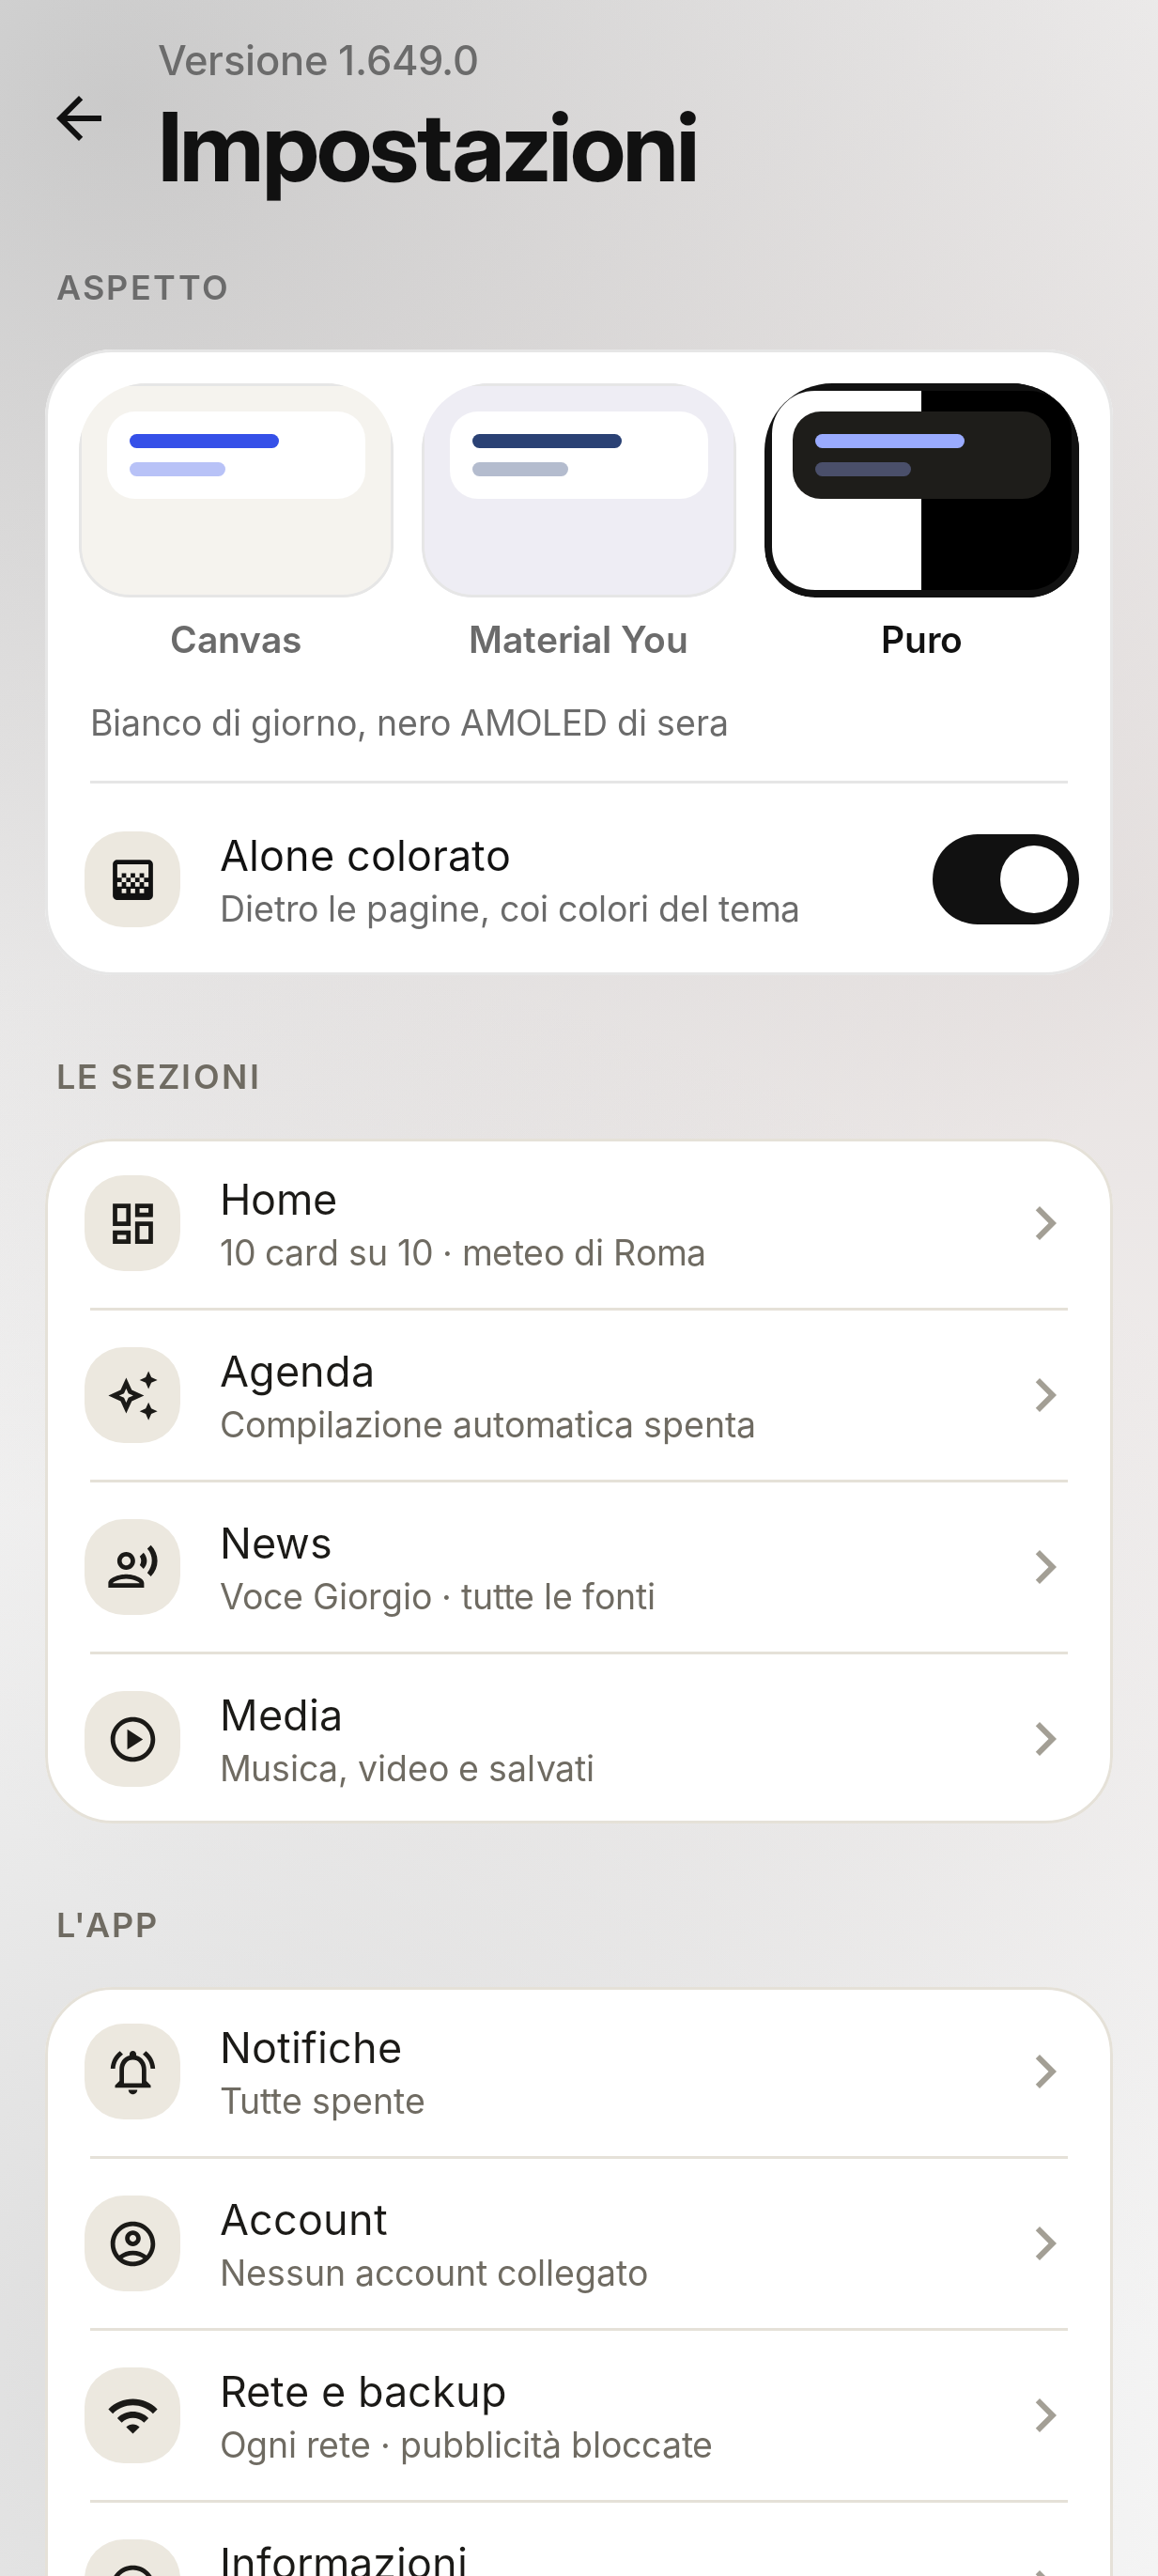 Versione 1.649.0
Impostazioni
ASPETTO
Canvas
Material You
Puro
Bianco di giorno, nero AMOLED di sera
Alone colorato
Dietro le pagine, coi colori del tema
LE SEZIONI
Home
10 card su 10 · meteo di Roma
Agenda
Compilazione automatica spenta
News
Voce Giorgio · tutte le fonti
Media
Musica, video e salvati
L'APP
Notifiche
Tutte spente
Account
Nessun account collegato
Rete e backup
Ogni rete · pubblicità bloccate
Informazioni